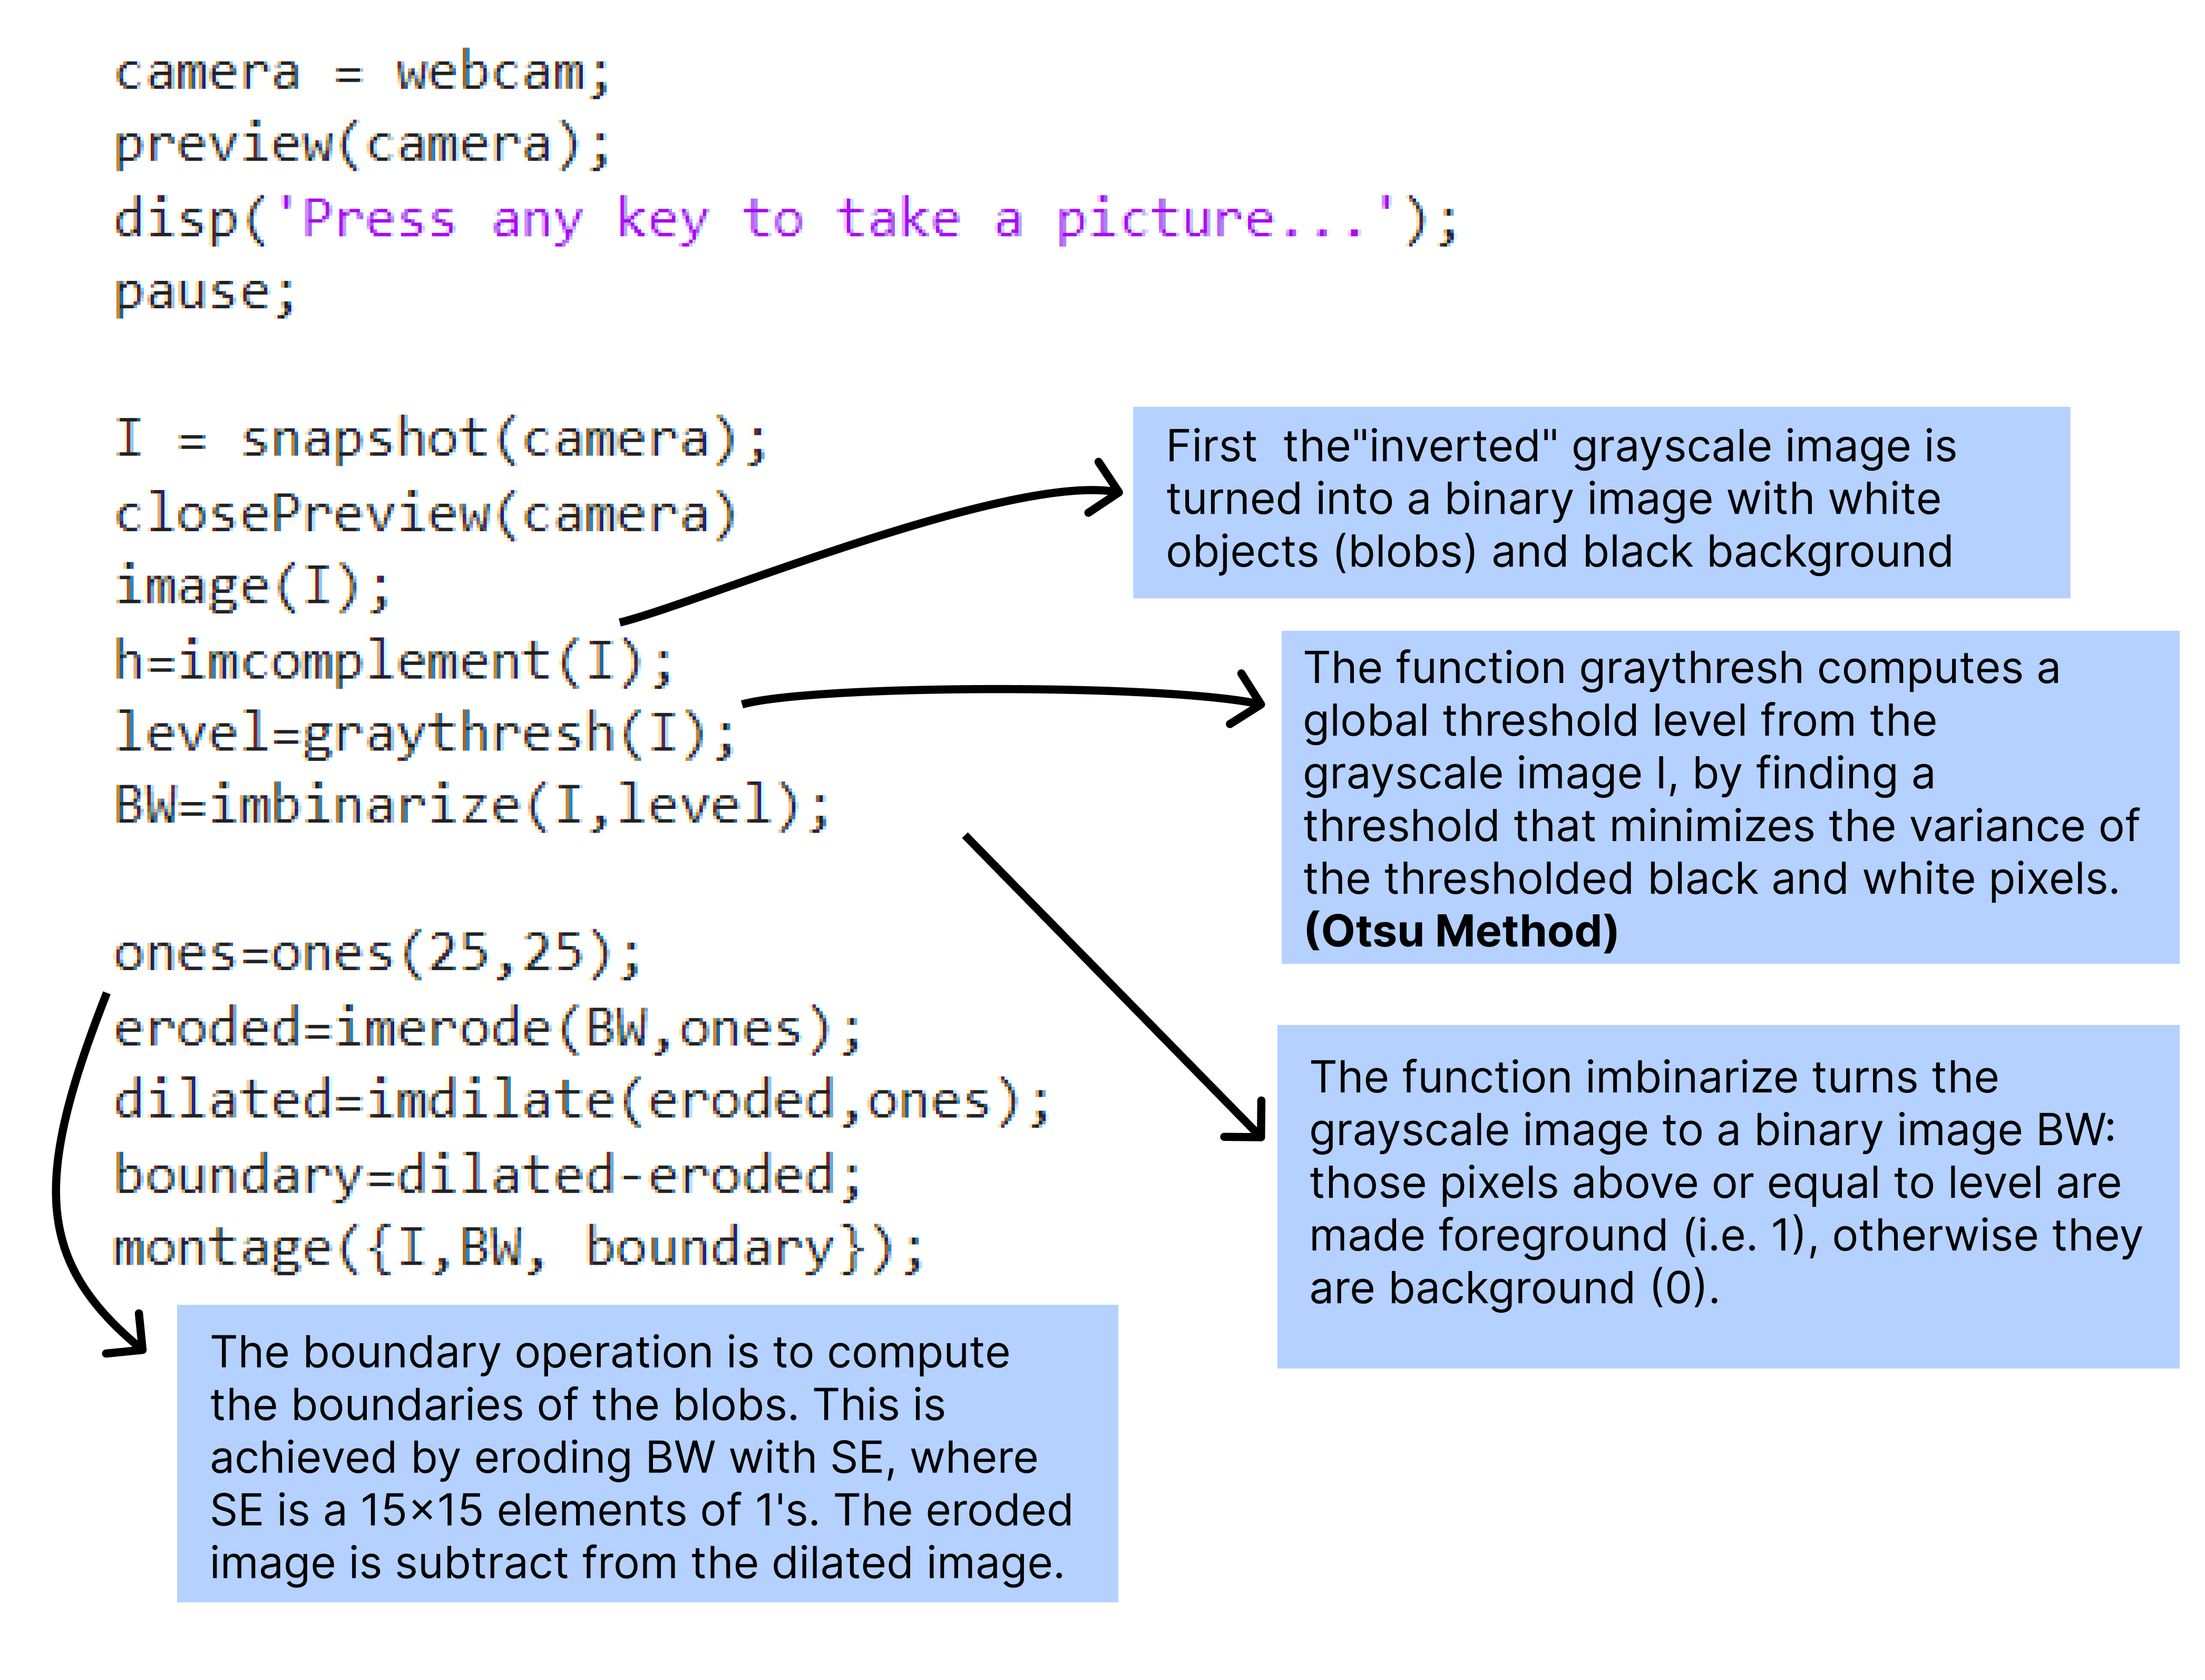 camera = webcam;
preview(camera);
disp('Press any key to take a picture...');
pause;
I = snapshot(camera);
closePreview(camera)
image(I);
h=imcomplement(I);
level=graythresh(I);
BW=imbinarize(I,level);
ones=ones(25,25);
eroded=imerode(BW,ones);
dilated=imdilate(eroded,ones);
boundary=dilated-eroded;
montage({I,BW, boundary});
First  the"inverted" grayscale image is
turned into a binary image with white
objects (blobs) and black background
The function graythresh computes a
global threshold level from the
grayscale image I, by finding a
threshold that minimizes the variance of
the thresholded black and white pixels.
(Otsu Method)
The function imbinarize turns the
grayscale image to a binary image BW:
those pixels above or equal to level are
made foreground (i.e. 1), otherwise they
are background (0).
The boundary operation is to compute
the boundaries of the blobs. This is
achieved by eroding BW with SE, where
SE is a 15×15 elements of 1's. The eroded
image is subtract from the dilated image.